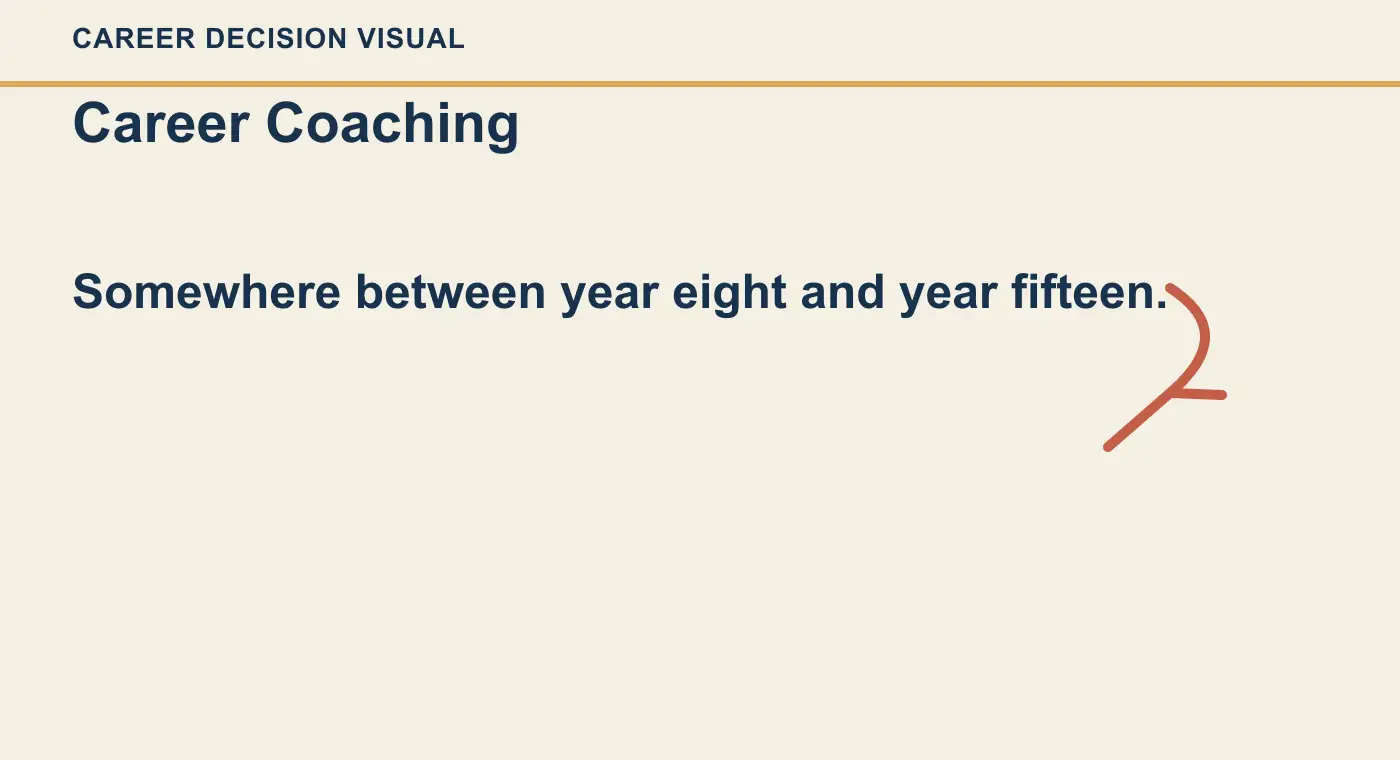 CAREER DECISION VISUAL
Career Coaching
Somewhere between year eight and year fifteen.